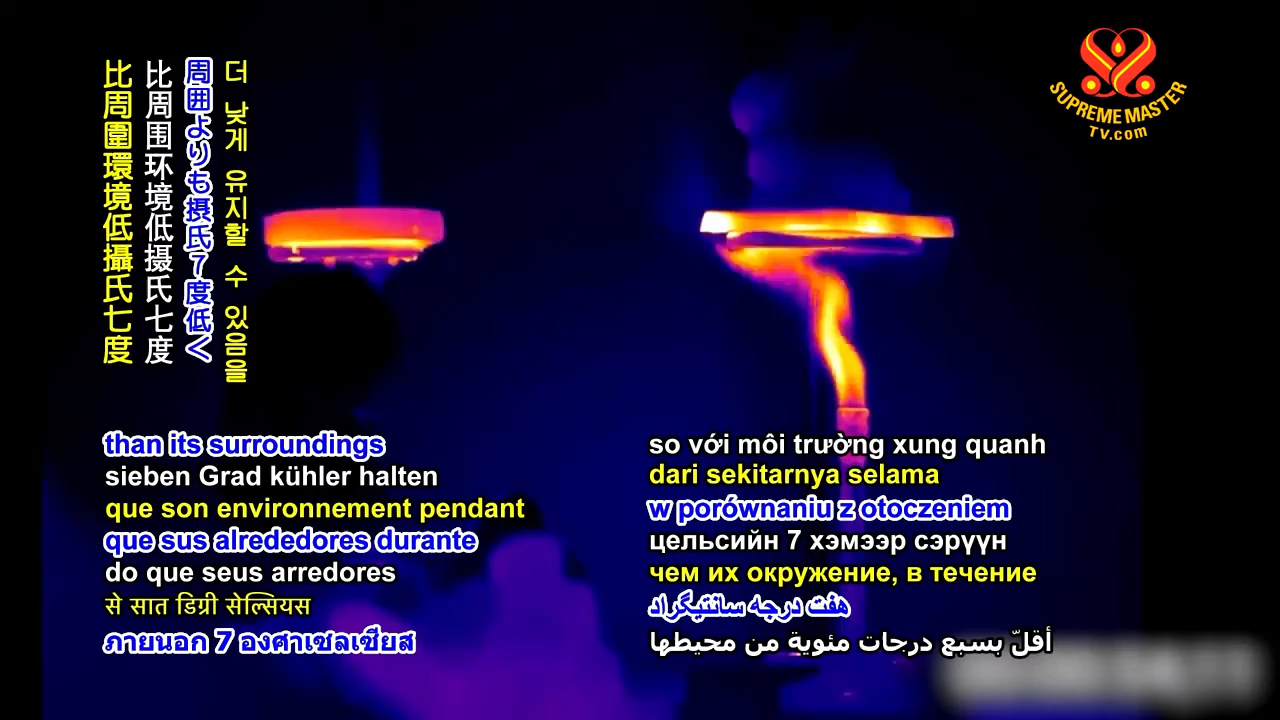 比周圍環境低攝氏七度
比周围环境低摄氏七度
周囲よりも摂氏7度低く
더 낮게 유지할 수 있음을
SUPREME MASTER
TV.com
than its surroundings
sieben Grad kühler halten
que son environnement pendant
que sus alrededores durante
do que seus arredores
से सात डिग्री सेल्सियस
ภายนอก 7 องศาเซลเซียส
so với môi trường xung quanh
dari sekitarnya selama
w porównaniu z otoczeniem
цельсийн 7 хэмээр сэрүүн
чем их окружение, в течение
هفت درجه سانتیگراد
أقلّ بسبع درجات مئوية من محيطها